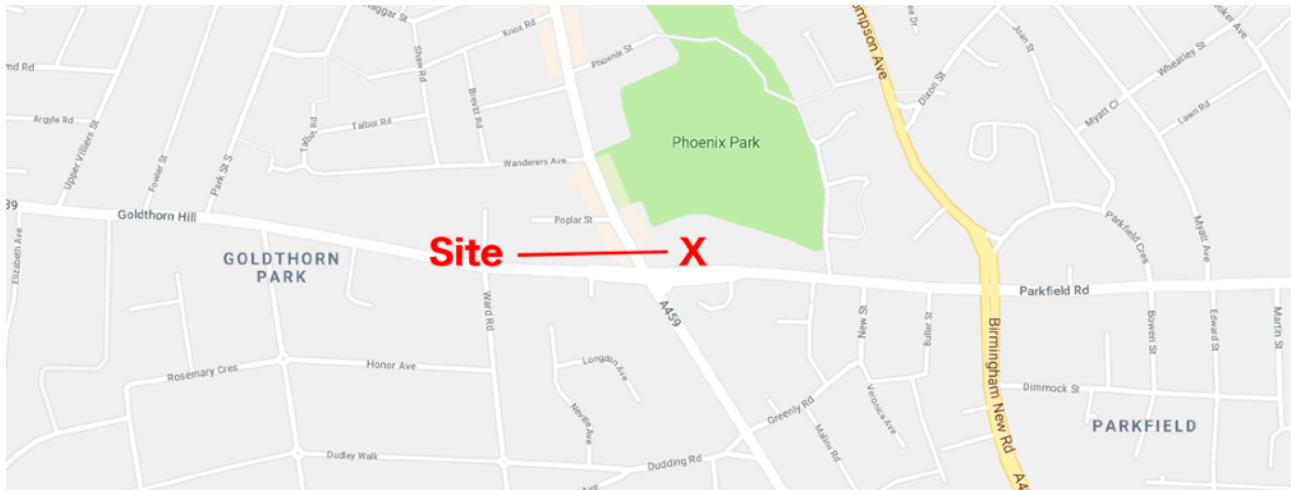 Knox Rd
Shaw Rd
Phoenix St
Brevitt Rd
Talbot Rd
Talbot Rd
Argyle Rd
Upper Villiers St
Fowler St
Park St S
Wanderers Ave
Phoenix Park
Dixon St
Joan St
Wheatley St
Myatt Cl
Lawn Rd
Goldthorn Hill
Poplar St
Parkfield Cres
Myatt Ave
Elizabeth Ave
GOLDTHORN
PARK
Site
X
Ward Rd
A459
Parkfield Rd
New St
Buller St
Birmingham New Rd
Bowen St
Edward St
Martin St
Rosemary Cres
Honor Ave
Longdon Ave
Neville Ave
Greenly Rd
Veronica Ave
Malins Rd
Dimmock St
PARKFIELD
Dudley Walk
Dudding Rd